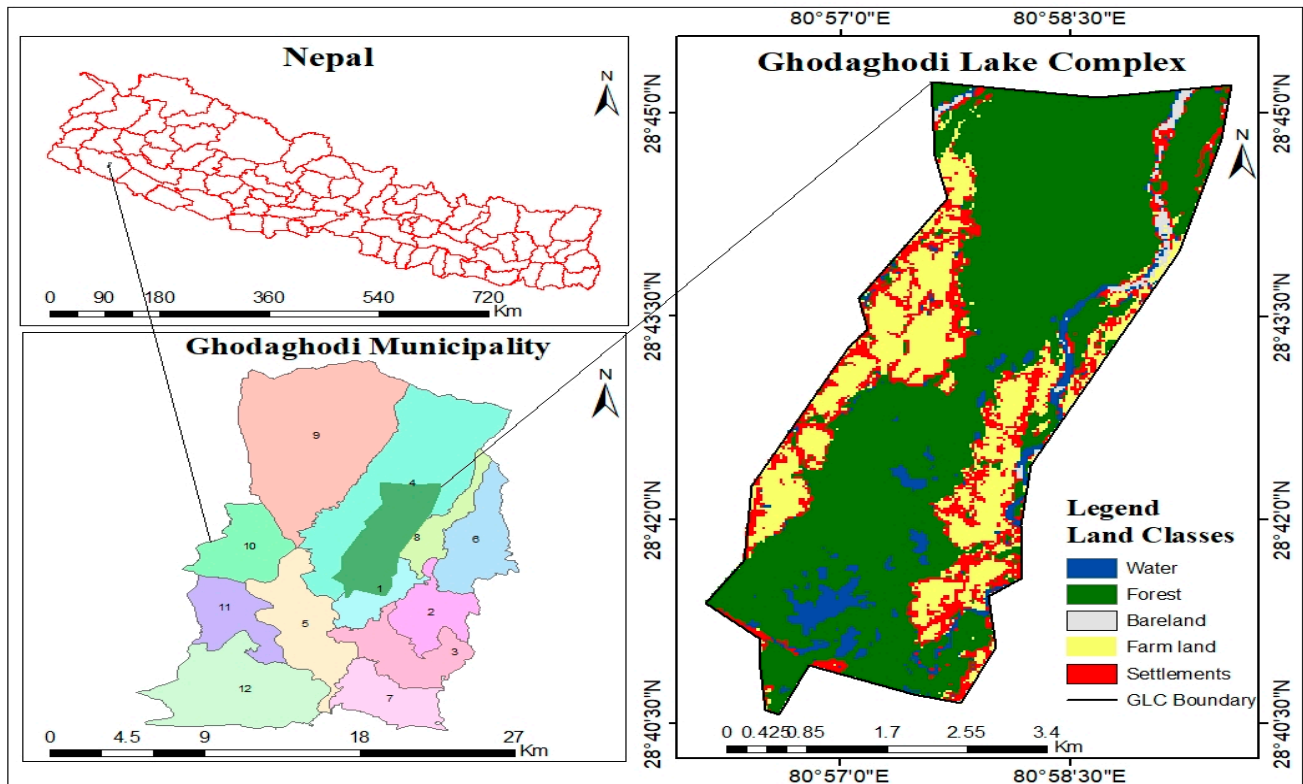 Nepal
N
0 90 180 360 540 720
Km
Ghodaghodi Municipality
N
9
4
8
6
10
1
11
2
5
3
12
7
0 4.5 9 18 27
Km
80°57'0"E 80°58'30"E
Ghodaghodi Lake Complex
N
28°45'0"N
28°43'30"N
28°42'0"N
28°40'30"N
28°45'0"N
28°43'30"N
28°42'0"N
28°40'30"N
Legend
Land Classes
Water
Forest
Bareland
Farm land
Settlements
GLC Boundary
0 0.425 0.85 1.7 2.55 3.4
Km
80°57'0"E 80°58'30"E